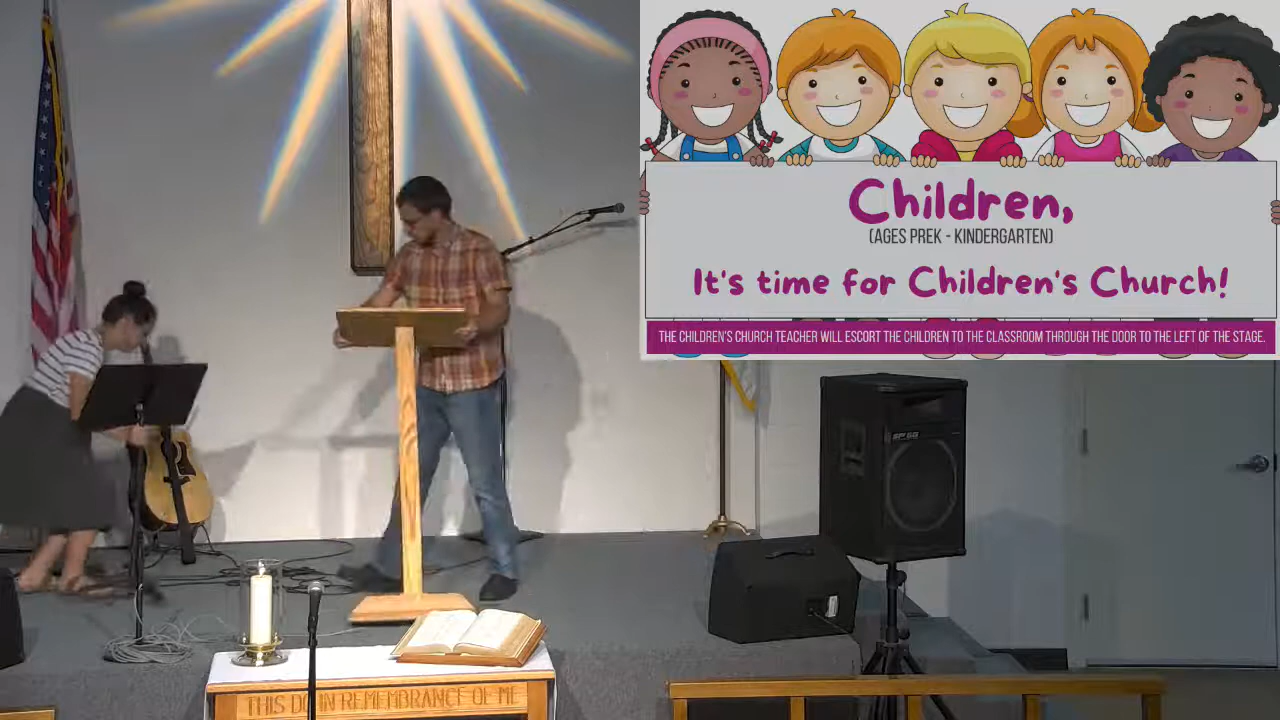 Children,
(AGES PREK - KINDERGARTEN)
It's time for Children's Church!
THE CHILDREN'S CHURCH TEACHER WILL ESCORT THE CHILDREN TO THE CLASSROOM THROUGH THE DOOR TO THE LEFT OF THE STAGE.
THIS DO IN REMEMBRANCE OF ME